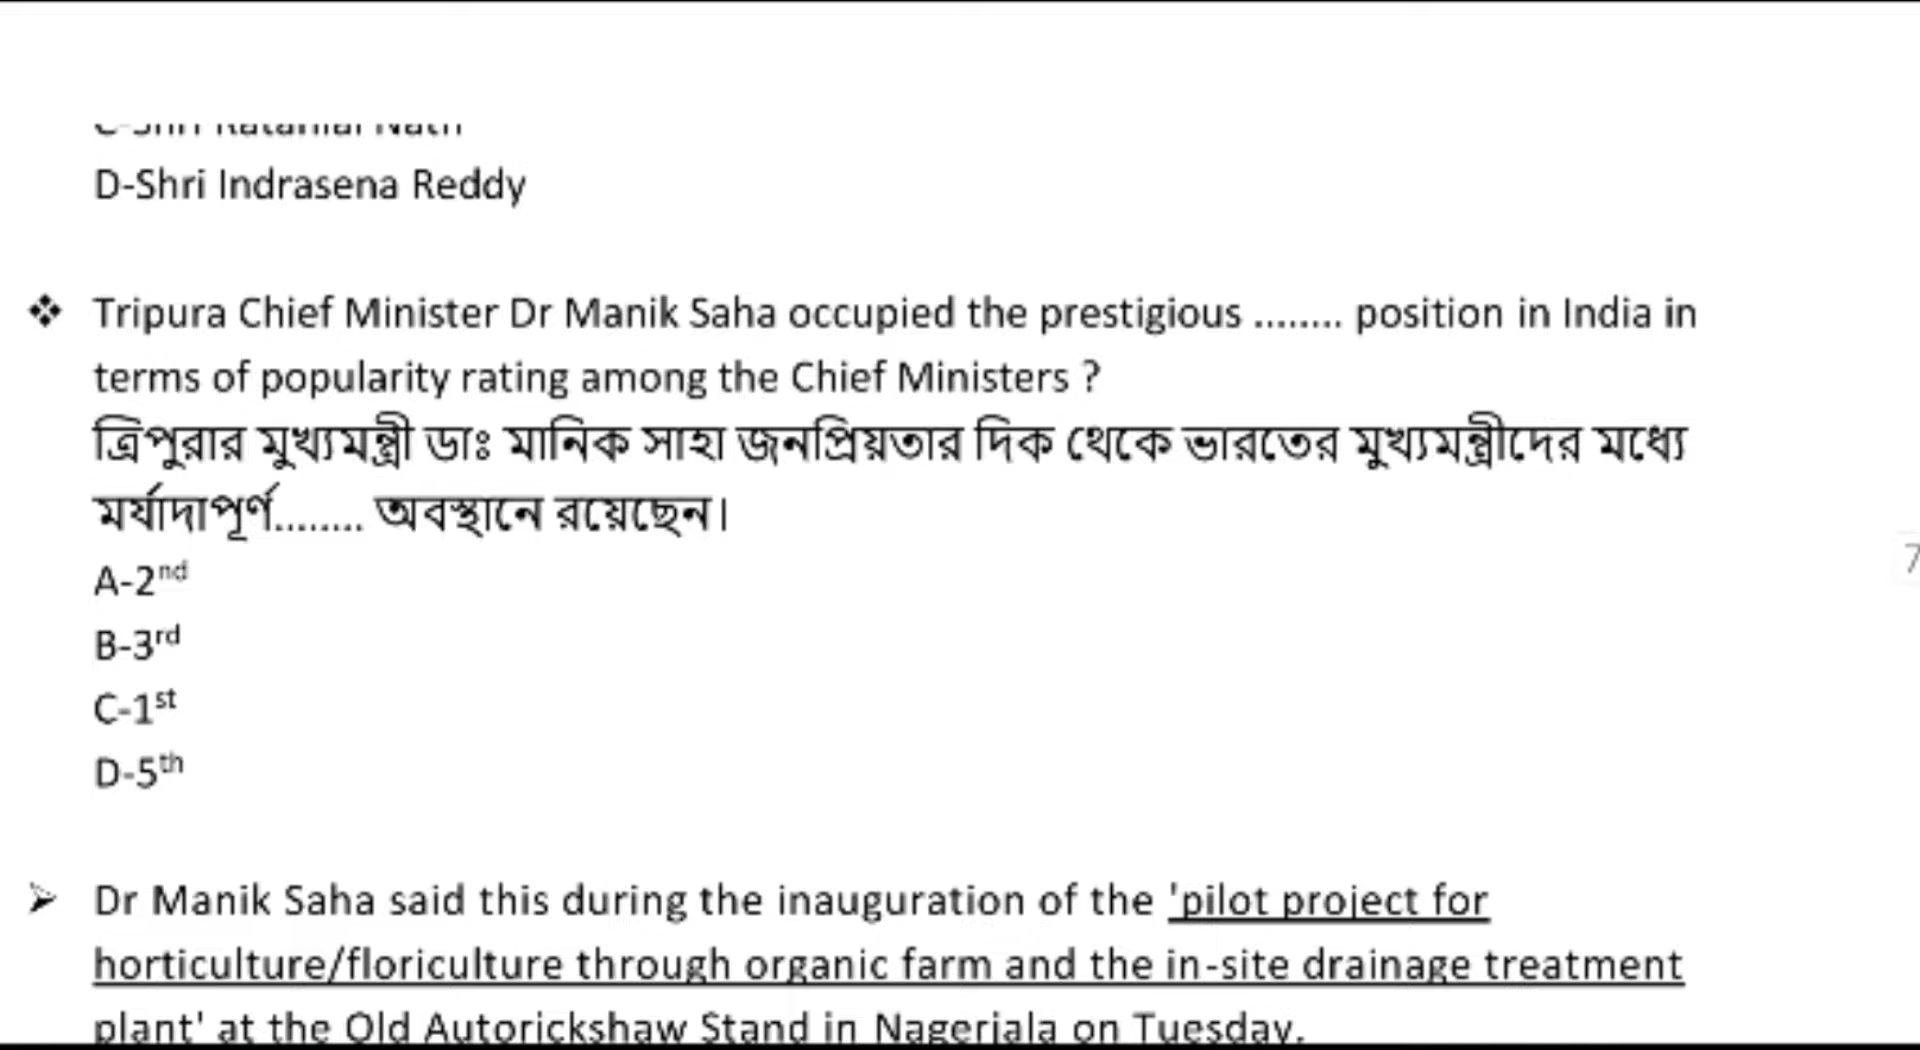 D-Shri Indrasena Reddy
❖ Tripura Chief Minister Dr Manik Saha occupied the prestigious ........ position in India in
terms of popularity rating among the Chief Ministers ?
ত্রিপুরার মুখ্যমন্ত্রী ডাঃ মানিক সাহা জনপ্রিয়তার দিক থেকে ভারতের মুখ্যমন্ত্রীদের মধ্যে
মর্যাদাপূর্ণ........ অবস্থানে রয়েছেন।
A-2nd
B-3rd
C-1st
D-5th
7
➢ Dr Manik Saha said this during the inauguration of the 'pilot project for
horticulture/floriculture through organic farm and the in-site drainage treatment
plant' at the Old Autorickshaw Stand in Nagerjala on Tuesday.